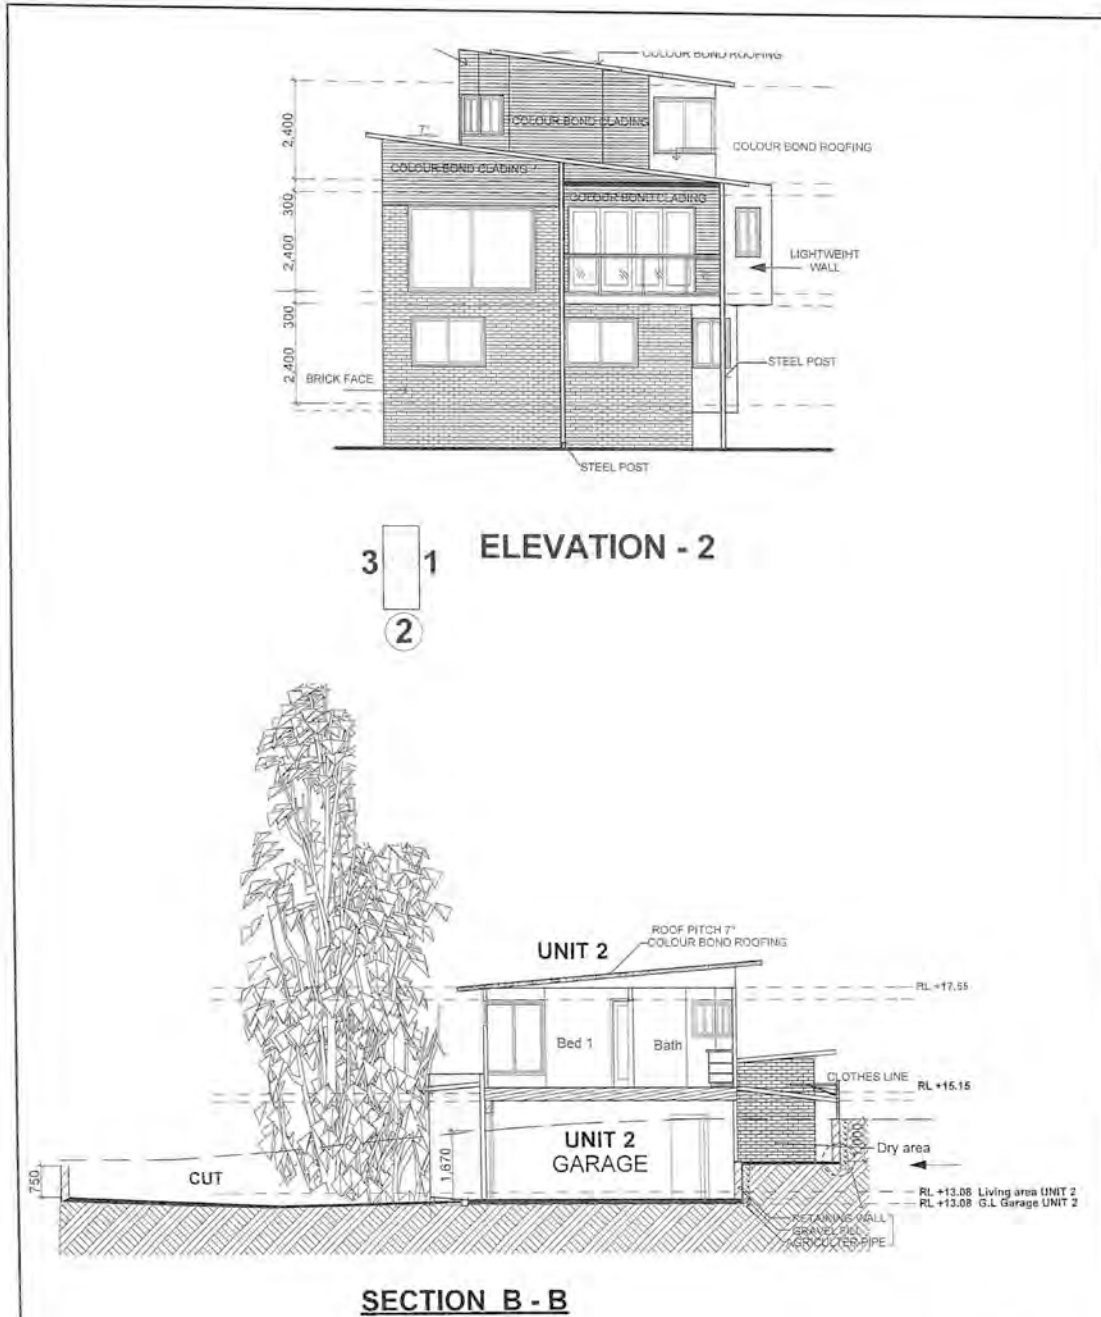 COLOUR BOND ROOFING
2,400
COLOUR BOND CLADING
7°
COLOUR BOND ROOFING
COLOUR BOND CLADING
300
COLOUR BOND CLADING
2,400
LIGHTWEIHT
WALL
300
2,400
STEEL POST
BRICK FACE
STEEL POST
ELEVATION - 2
3
1
2
ROOF PITCH 7°
COLOUR BOND ROOFING
UNIT 2
RL +17.55
Bed 1
Bath
CLOTHES LINE
RL +15.15
UNIT 2
GARAGE
1,670
Dry area
CUT
750
RL +13.08 Living area UNIT 2
RL +13.08 G.L Garage UNIT 2
RETAINING WALL
GRAVEL FILL
AGRICULTER PIPE
SECTION B - B